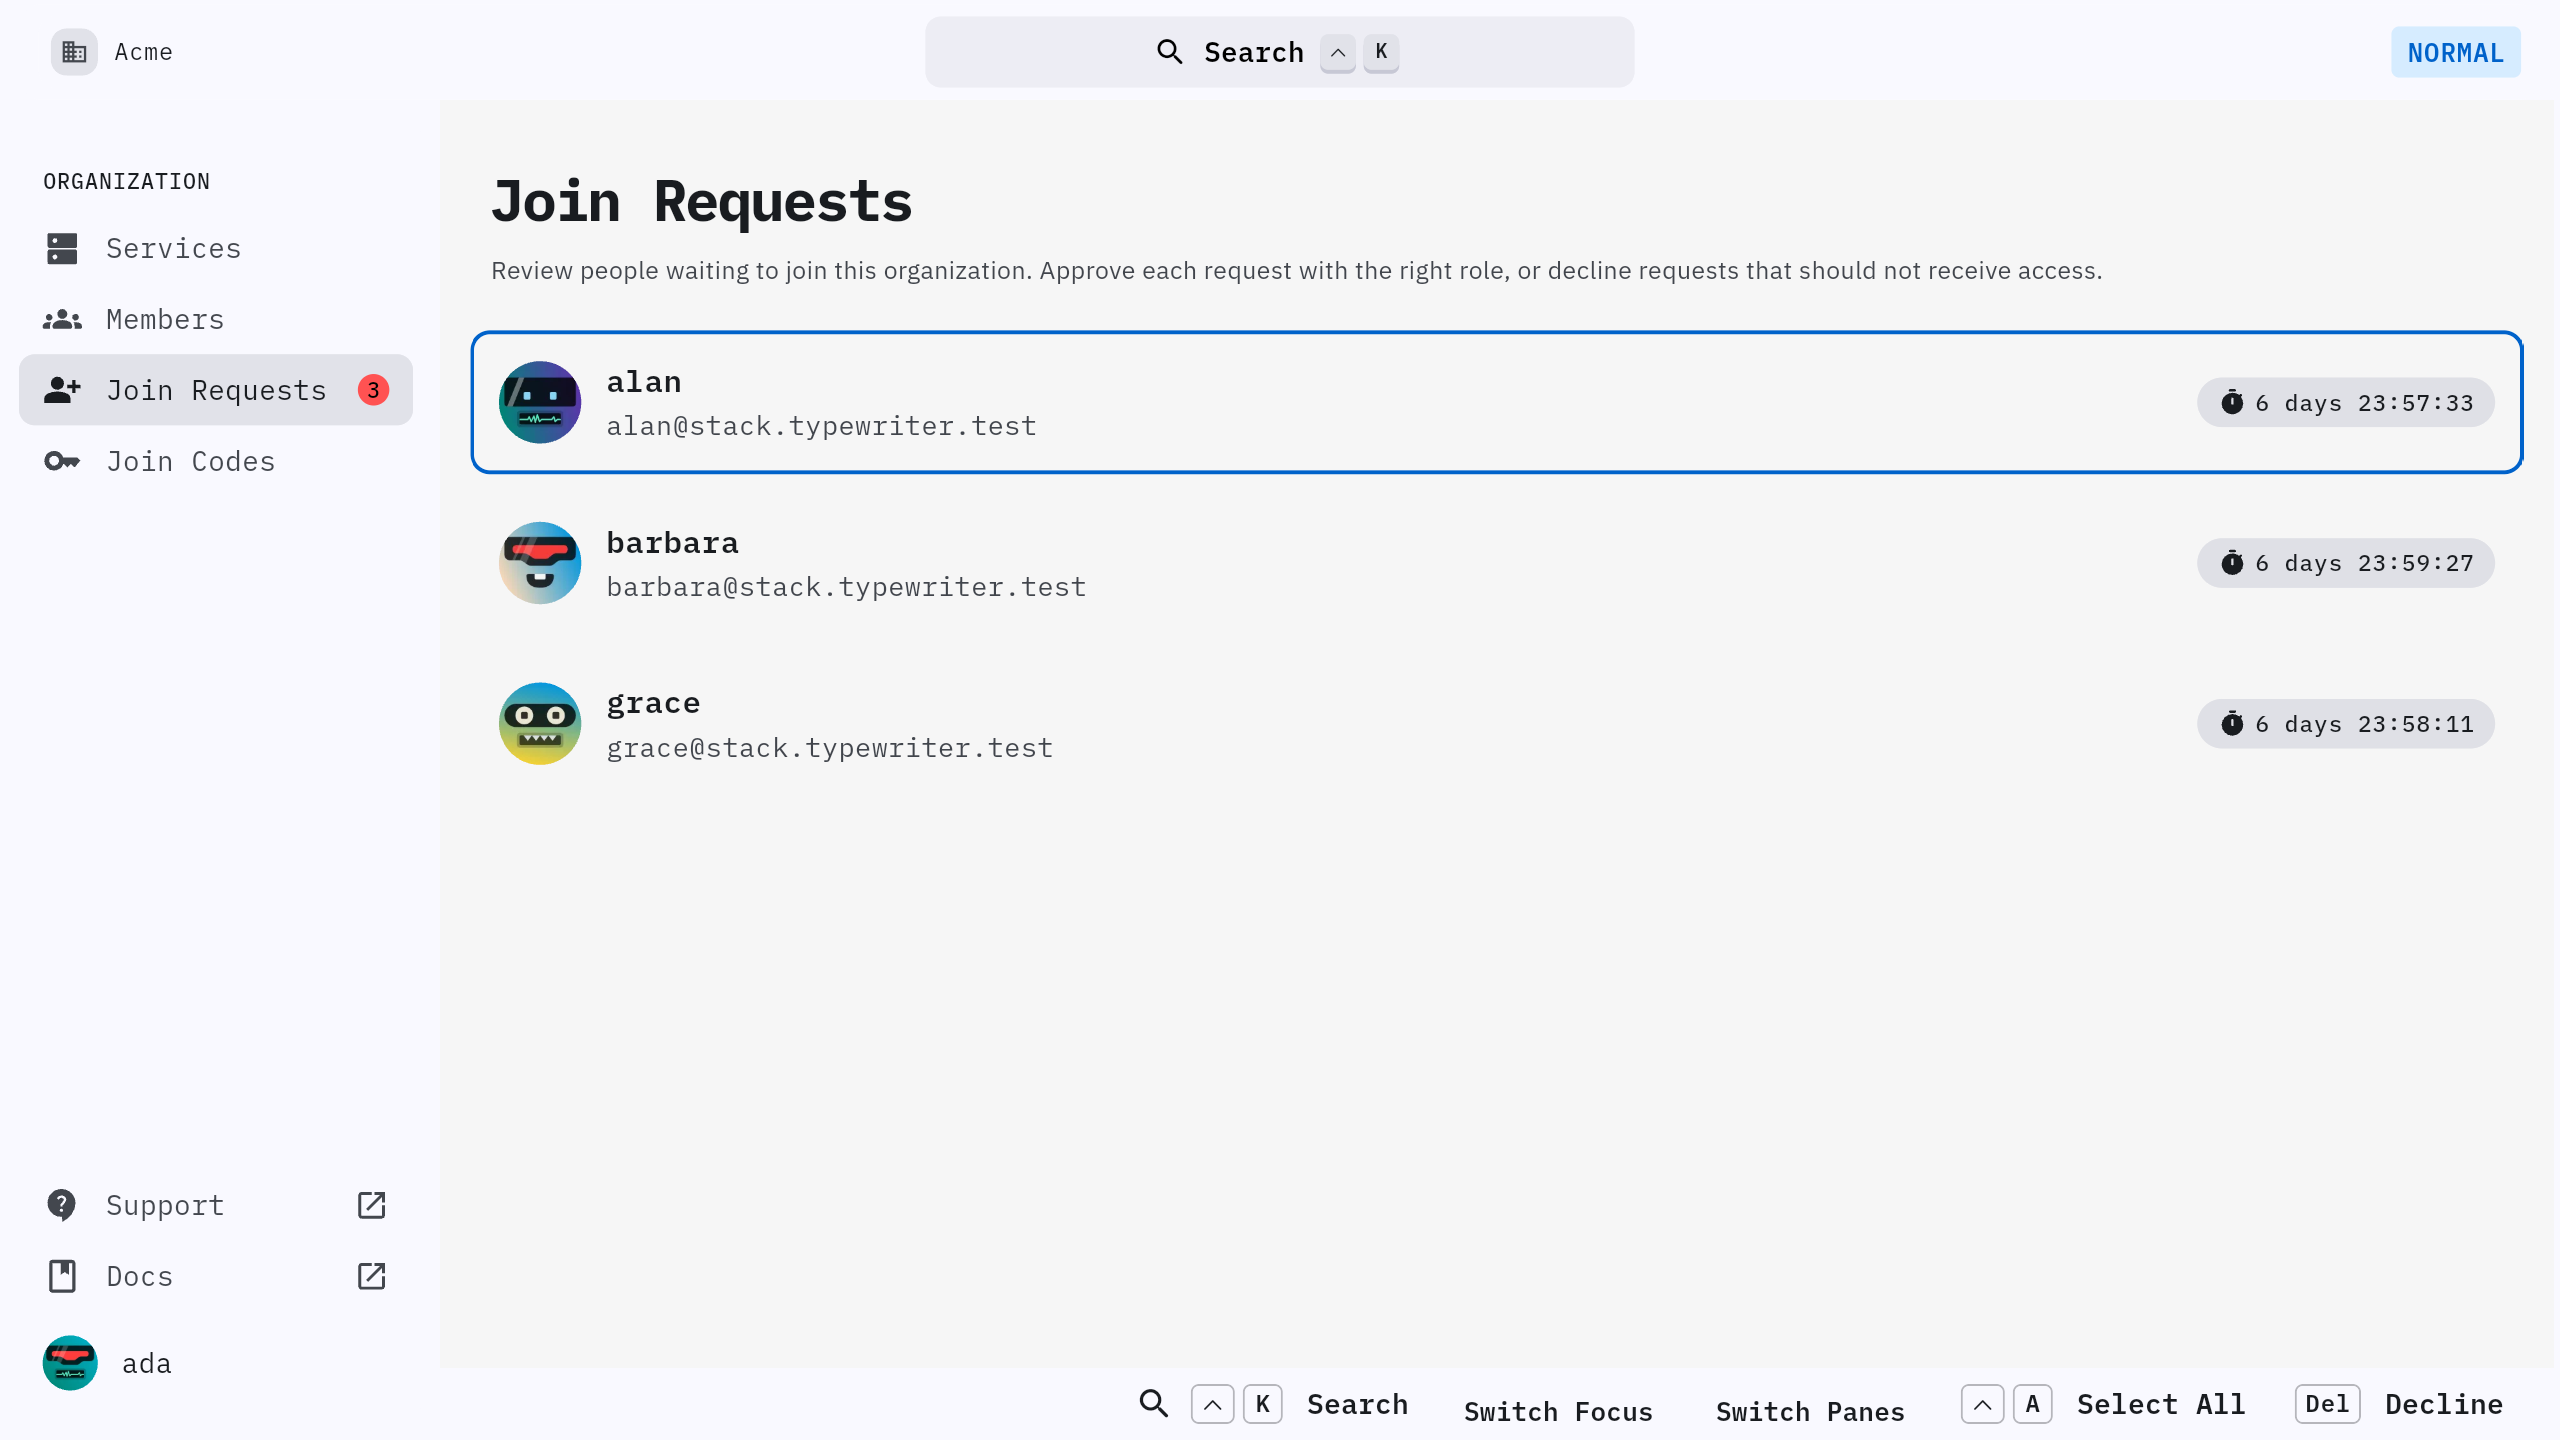 Acme
Search ^ K
NORMAL
ORGANIZATION
Services
Members
Join Requests 3
Join Codes
Join Requests
Review people waiting to join this organization. Approve each request with the right role, or decline requests that should not receive access.
alan
alan@stack.typewriter.test
6 days 23:57:33
barbara
barbara@stack.typewriter.test
6 days 23:59:27
grace
grace@stack.typewriter.test
6 days 23:58:11
Support
Docs
ada
^ K Search Switch Focus Switch Panes ^ A Select All Del Decline